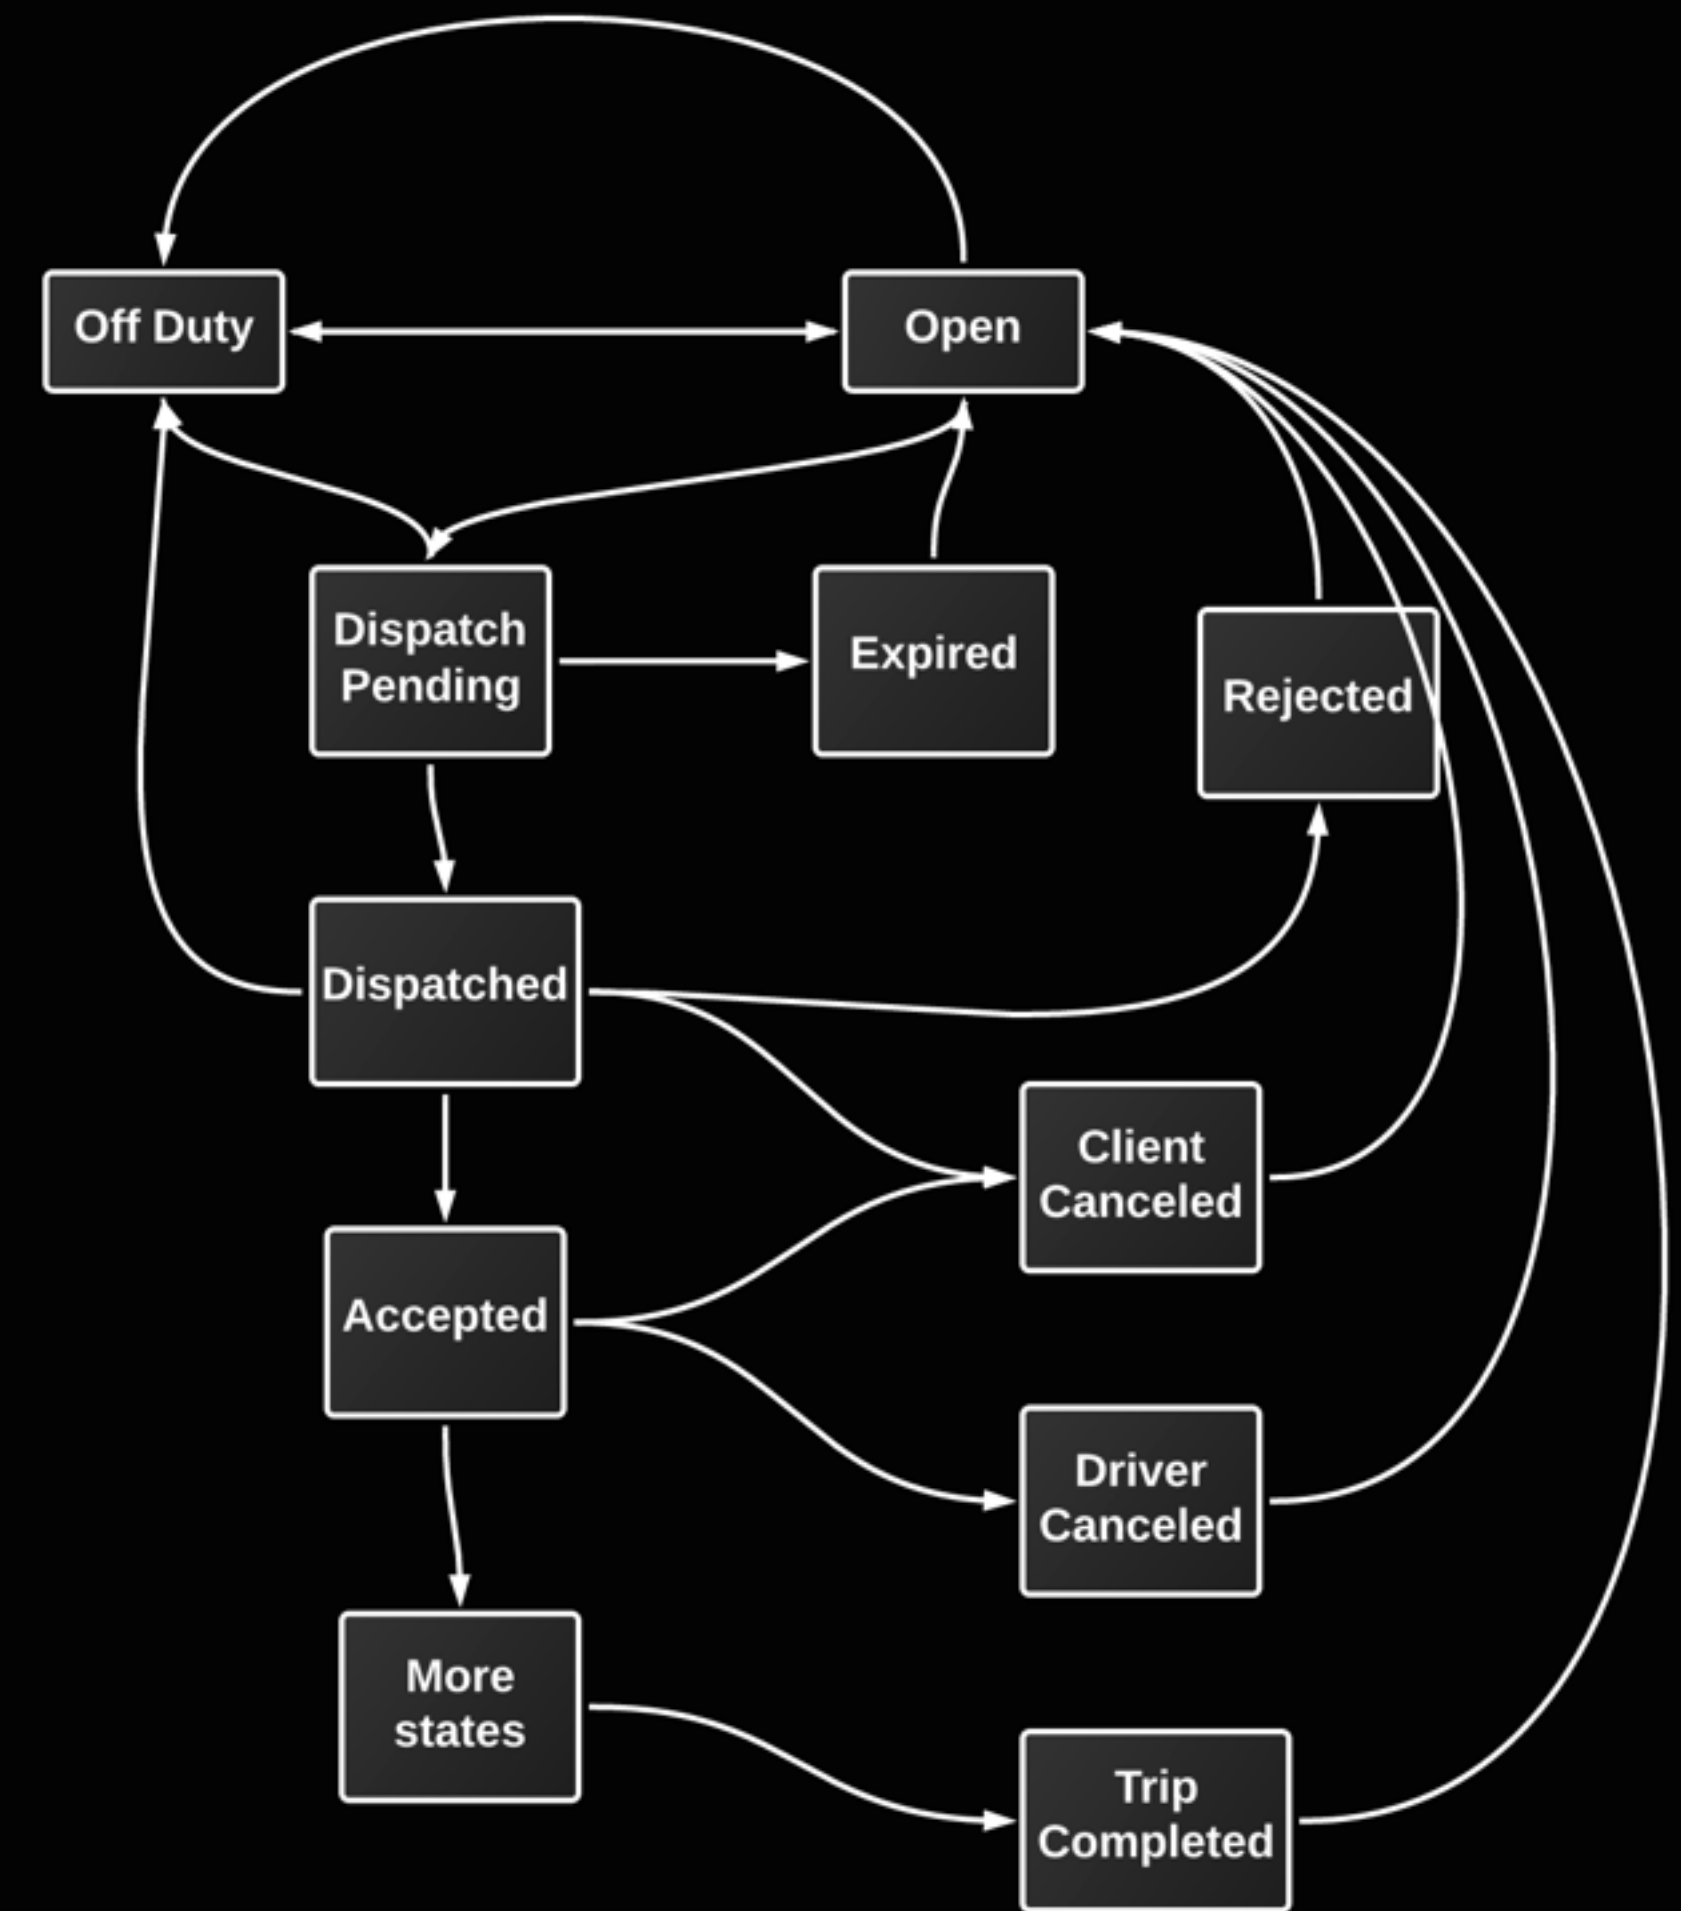 Off Duty
Open
Dispatch
Pending
Expired
Rejected
Dispatched
Client
Canceled
Accepted
Driver
Canceled
More
states
Trip
Completed